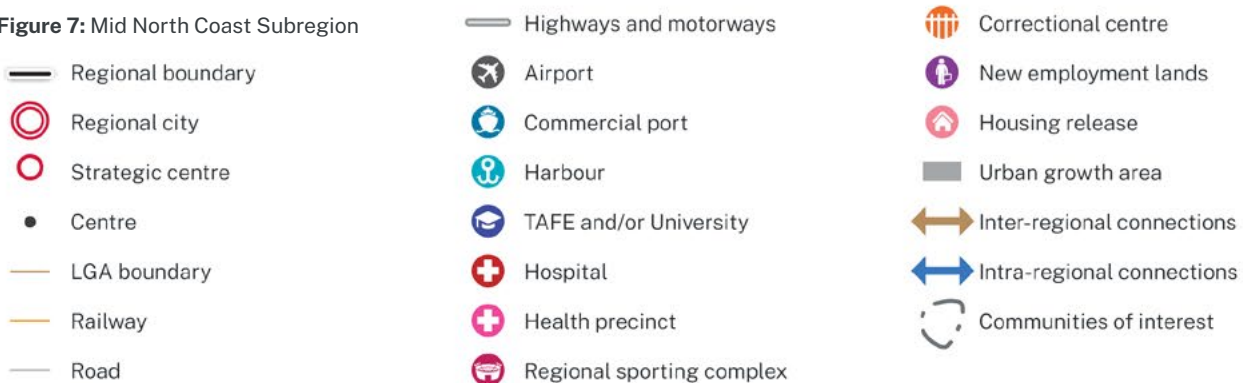 Figure 7: Mid North Coast Subregion
Regional boundary
Regional city
Strategic centre
Centre
LGA boundary
Railway
Road
Highways and motorways
Airport
Commercial port
Harbour
TAFE and/or University
Hospital
Health precinct
Regional sporting complex
Correctional centre
New employment lands
Housing release
Urban growth area
Inter-regional connections
Intra-regional connections
Communities of interest